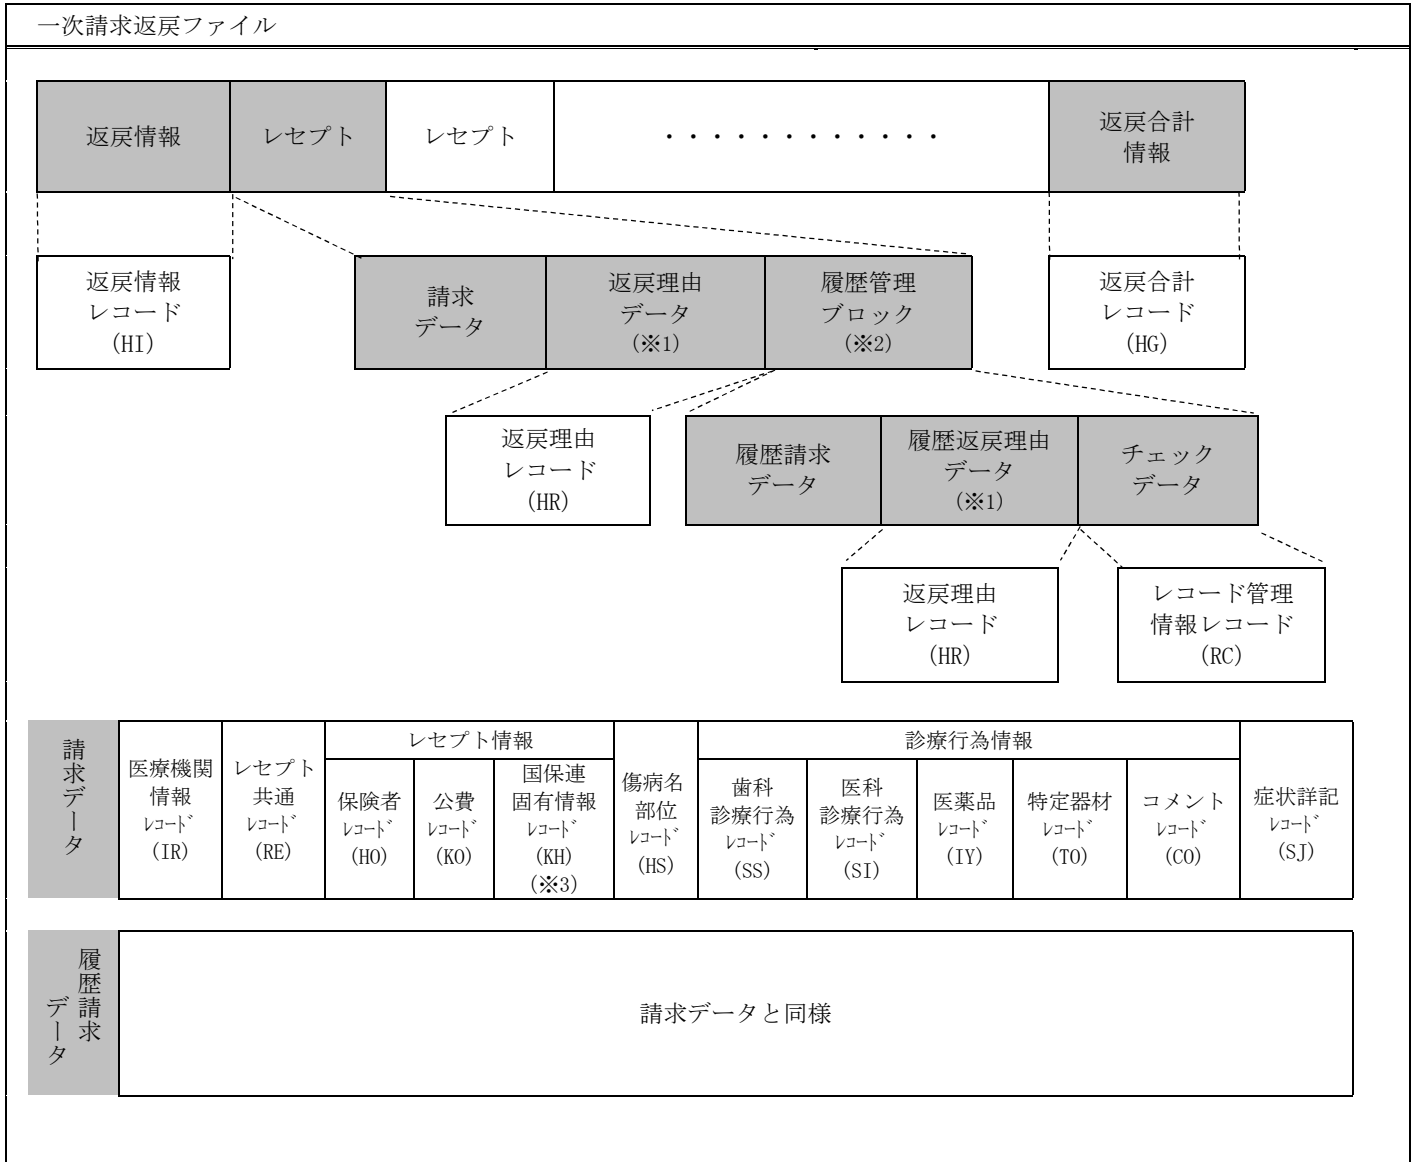 一次請求返戻ファイル
返戻情報
レセプト
レセプト
・・・・・・・・・・・・
返戻合計
情報
返戻情報
レコード
(HI)
請求
データ
返戻理由
データ
(※1)
履歴管理
ブロック
(※2)
返戻合計
レコード
(HG)
返戻理由
レコード
(HR)
履歴請求
データ
履歴返戻理由
データ
(※1)
チェック
データ
返戻理由
レコード
(HR)
レコード管理
情報レコード
(RC)
請求データ
医療機関
情報
ﾚｺｰﾄﾞ
(IR)
レセプト
共通
ﾚｺｰﾄﾞ
(RE)
レセプト情報
保険者
ﾚｺｰﾄﾞ
(HO)
公費
ﾚｺｰﾄﾞ
(KO)
国保連
固有情報
ﾚｺｰﾄﾞ
(KH)
(※3)
傷病名
部位
ﾚｺｰﾄﾞ
(HS)
診療行為情報
歯科
診療行為
ﾚｺｰﾄﾞ
(SS)
医科
診療行為
ﾚｺｰﾄﾞ
(SI)
医薬品
ﾚｺｰﾄﾞ
(IY)
特定器材
ﾚｺｰﾄﾞ
(TO)
コメント
ﾚｺｰﾄﾞ
(CO)
症状詳記
ﾚｺｰﾄﾞ
(SJ)
履歴請求
データ
請求データと同様